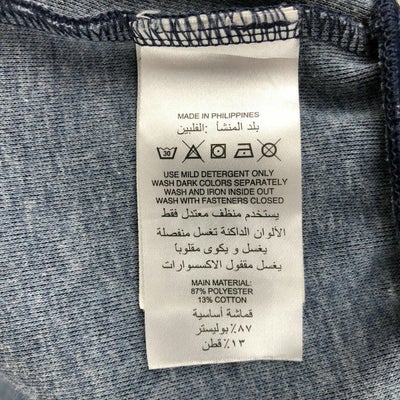 MADE IN PHILIPPINES
بلد المنشأ :الفلبين
30
USE MILD DETERGENT ONLY
WASH DARK COLORS SEPARATELY
WASH AND IRON INSIDE OUT
WASH WITH FASTENERS CLOSED
يستخدم منظف معتدل فقط
الألوان الداكنة تغسل منفصلة
يغسل و يكوى مقلوباً
يغسل مقفول الاكسسوارات
MAIN MATERIAL:
87% POLYESTER
13% COTTON
قماشة أساسية
٨٧٪ بوليستر
١٣٪ قطن